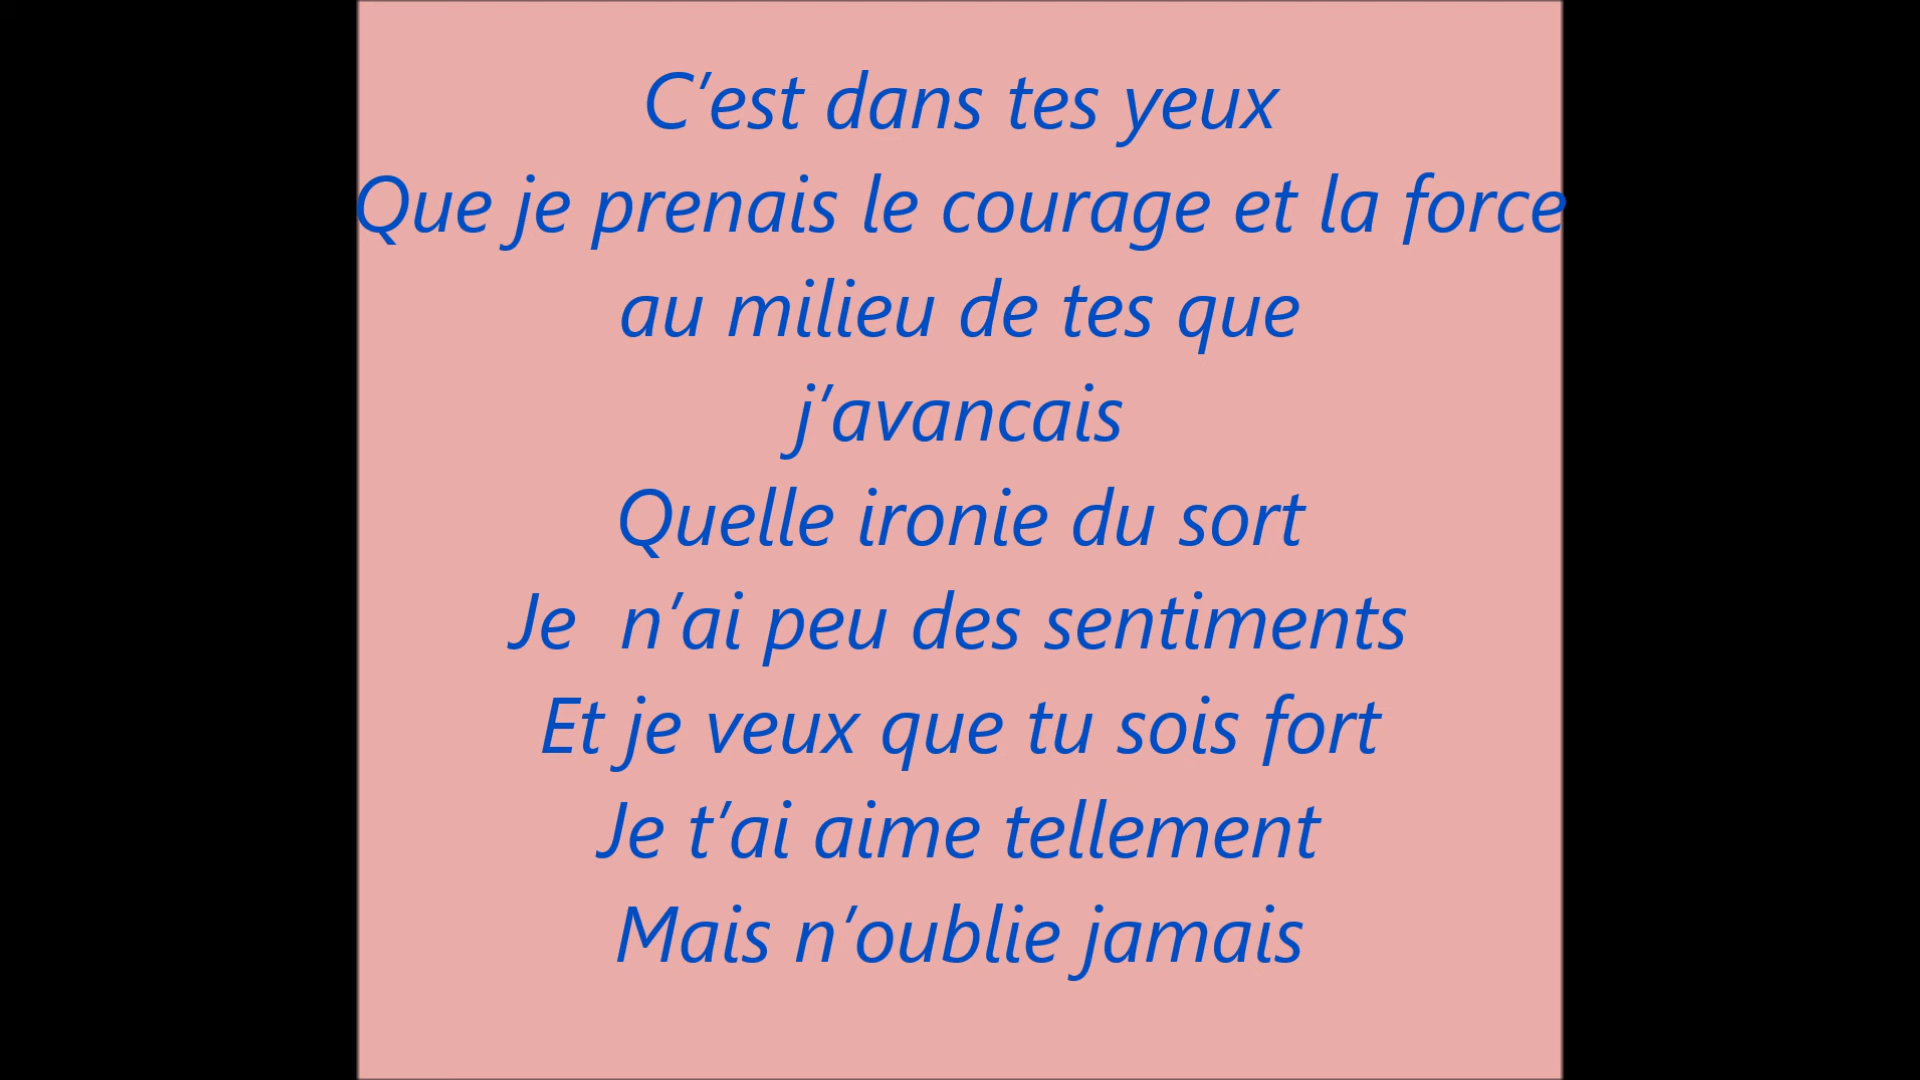 C'est dans tes yeux
Que je prenais le courage et la force
au milieu de tes que
j'avancais
Quelle ironie du sort
Je  n'ai peu des sentiments
Et je veux que tu sois fort
Je t'ai aime tellement
Mais n'oublie jamais